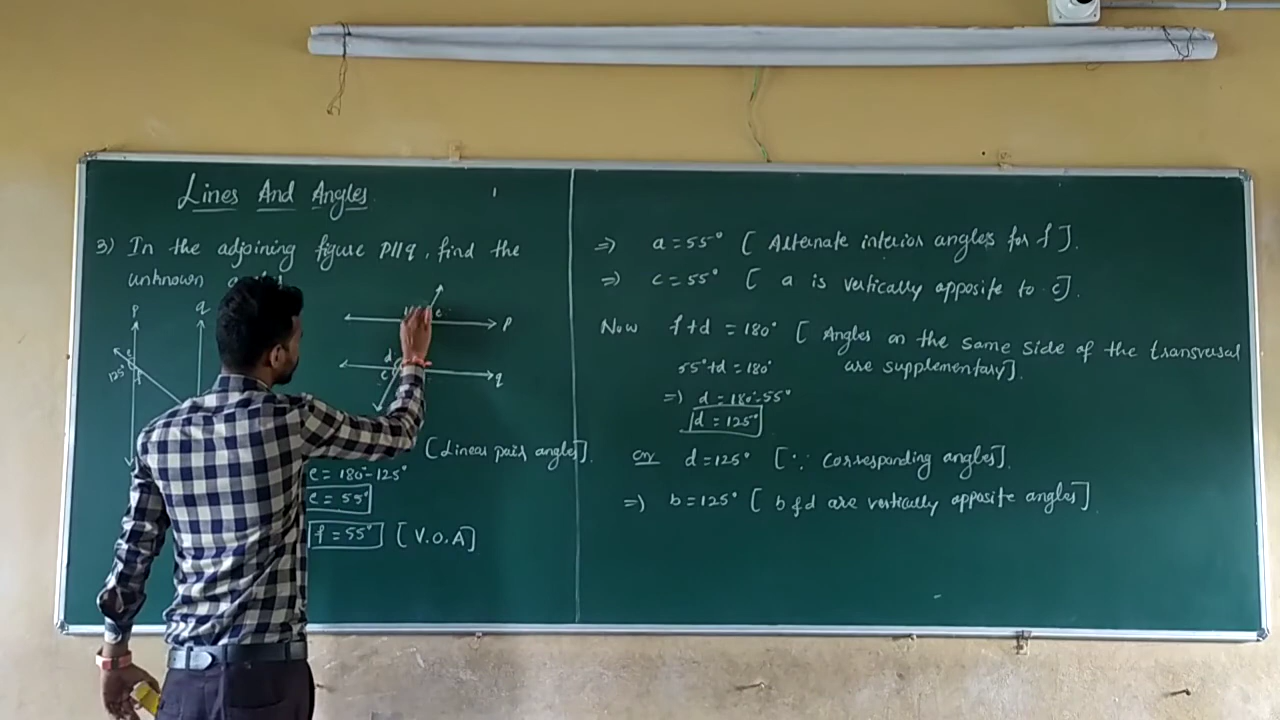 Lines And Angles
3) In the adjoining figure P||q, find the
unknown
P
q
e
125°
f
e
P
d
c
q
[Linear pair angles].
e = 180°-125°
e = 55°
f = 55° [V.O.A]
⇒ a = 55° [Alternate interior angles for f].
⇒ c = 55° [a is vertically opposite to c].
Now f+d = 180° [Angles on the same side of the transversal
are supplementary].
55°+d = 180°
⇒ d = 180°-55°
d = 125°
or d = 125° [∵ Corresponding angles].
⇒ b = 125° [b & d are vertically opposite angles]